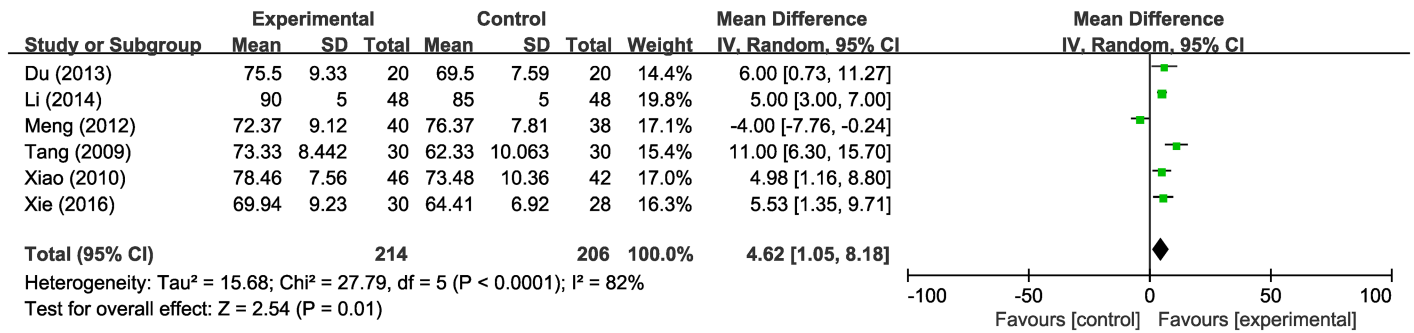 Experimental Control Mean Difference Mean Difference
Study or Subgroup Mean SD Total Mean SD Total Weight IV, Random, 95% CI IV, Random, 95% CI
Du (2013) 75.5 9.33 20 69.5 7.59 20 14.4% 6.00 [0.73, 11.27]
Li (2014) 90 5 48 85 5 48 19.8% 5.00 [3.00, 7.00]
Meng (2012) 72.37 9.12 40 76.37 7.81 38 17.1% -4.00 [-7.76, -0.24]
Tang (2009) 73.33 8.442 30 62.33 10.063 30 15.4% 11.00 [6.30, 15.70]
Xiao (2010) 78.46 7.56 46 73.48 10.36 42 17.0% 4.98 [1.16, 8.80]
Xie (2016) 69.94 9.23 30 64.41 6.92 28 16.3% 5.53 [1.35, 9.71]
Total (95% CI) 214 206 100.0% 4.62 [1.05, 8.18]
Heterogeneity: Tau² = 15.68; Chi² = 27.79, df = 5 (P < 0.0001); I² = 82%
Test for overall effect: Z = 2.54 (P = 0.01)
-100 -50 0 50 100
Favours [control] Favours [experimental]